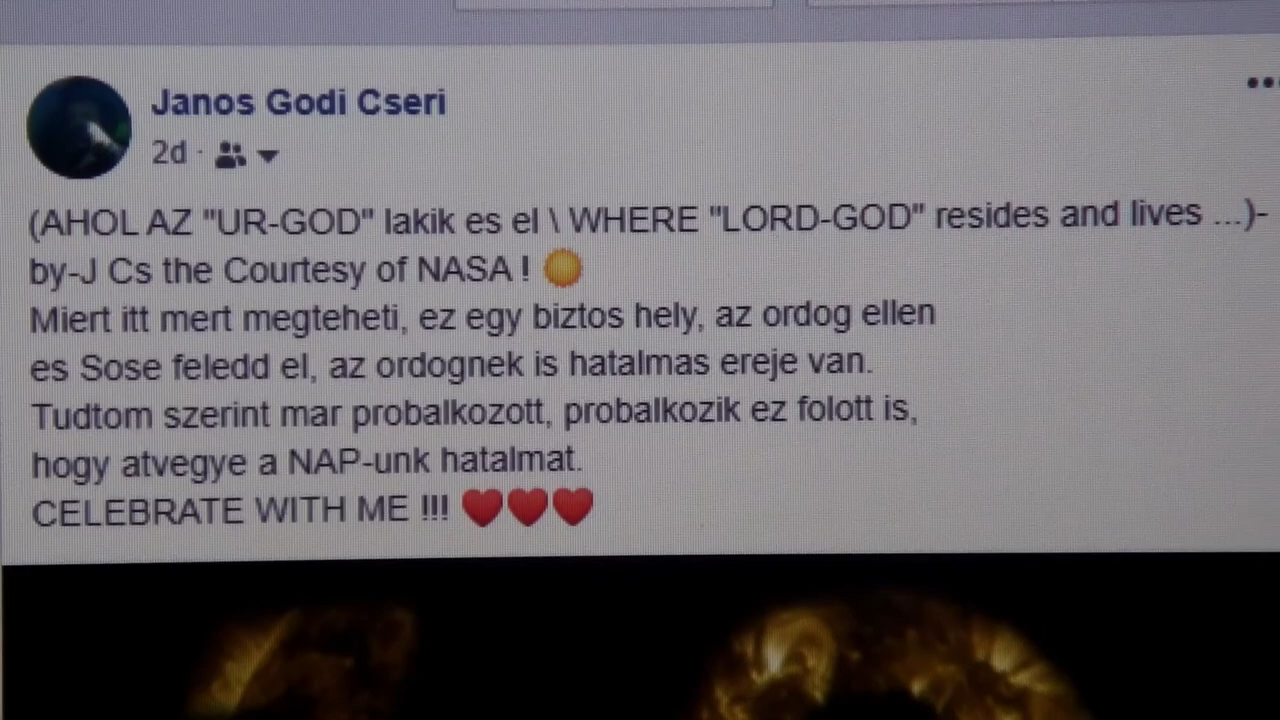 Janos Godi Cseri
2d ·
(AHOL AZ "UR-GOD" lakik es el \ WHERE "LORD-GOD" resides and lives ...)-
by-J Cs the Courtesy of NASA !
Miert itt mert megteheti, ez egy biztos hely, az ordog ellen
es Sose feledd el, az ordognek is hatalmas ereje van.
Tudtom szerint mar probalkozott, probalkozik ez folott is,
hogy atvegye a NAP-unk hatalmat.
CELEBRATE WITH ME !!! ❤❤❤